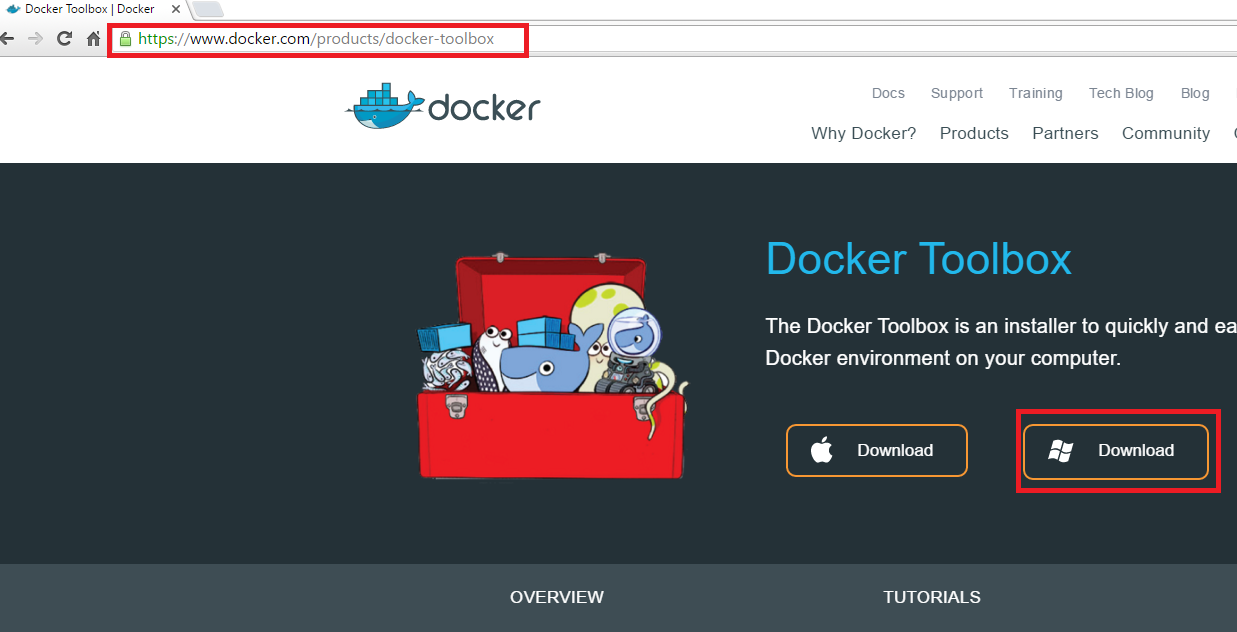 Docker Toolbox | Docker
https://www.docker.com/products/docker-toolbox
docker
Docs Support Training Tech Blog Blog
Why Docker? Products Partners Community
Docker Toolbox
The Docker Toolbox is an installer to quickly and ea
Docker environment on your computer.
Download Download
OVERVIEW TUTORIALS